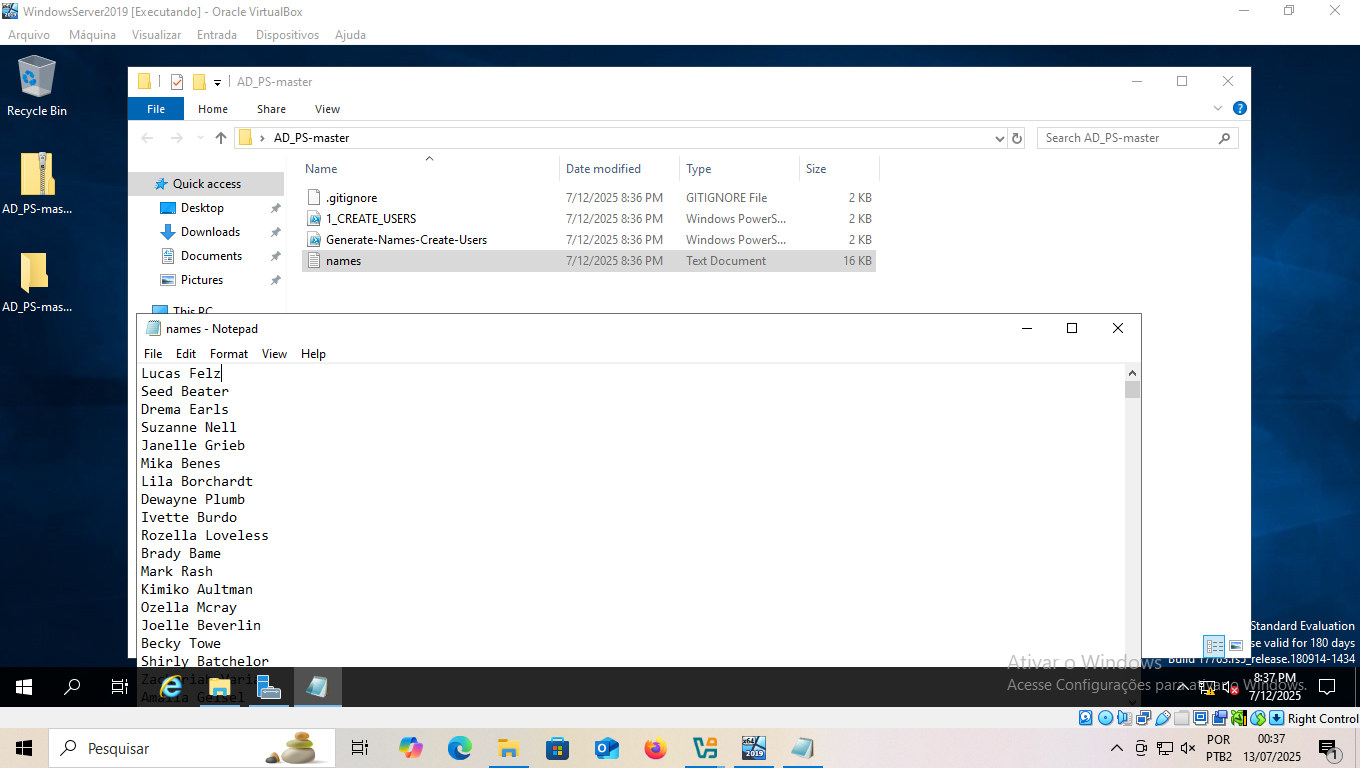 WindowsServer2019 [Executando] - Oracle VirtualBox
Arquivo Máquina Visualizar Entrada Dispositivos Ajuda
Recycle Bin
AD_PS-mas...
AD_PS-mas...
AD_PS-master
File Home Share View
AD_PS-master
Search AD_PS-master
Quick access
Desktop
Downloads
Documents
Pictures
This PC
Name Date modified Type Size
.gitignore 7/12/2025 8:36 PM GITIGNORE File 2 KB
1_CREATE_USERS 7/12/2025 8:36 PM Windows PowerS... 2 KB
Generate-Names-Create-Users 7/12/2025 8:36 PM Windows PowerS... 2 KB
names 7/12/2025 8:36 PM Text Document 16 KB
names - Notepad
File Edit Format View Help
Lucas Felz
Seed Beater
Drema Earls
Suzanne Nell
Janelle Grieb
Mika Benes
Lila Borchardt
Dewayne Plumb
Ivette Burdo
Rozella Loveless
Brady Bame
Mark Rash
Kimiko Aultman
Ozella Mcray
Joelle Beverlin
Becky Towe
Shirly Batchelor
Amalia Geisel
Standard Evaluation
se valid for 180 days
Build 17763.rs5_release.180914-1434
Ativar o Windows
Acesse Configurações para ativar o Windows.
8:37 PM
7/12/2025
Right Control
Pesquisar
x64
2019
POR
PTB2
00:37
13/07/2025
1